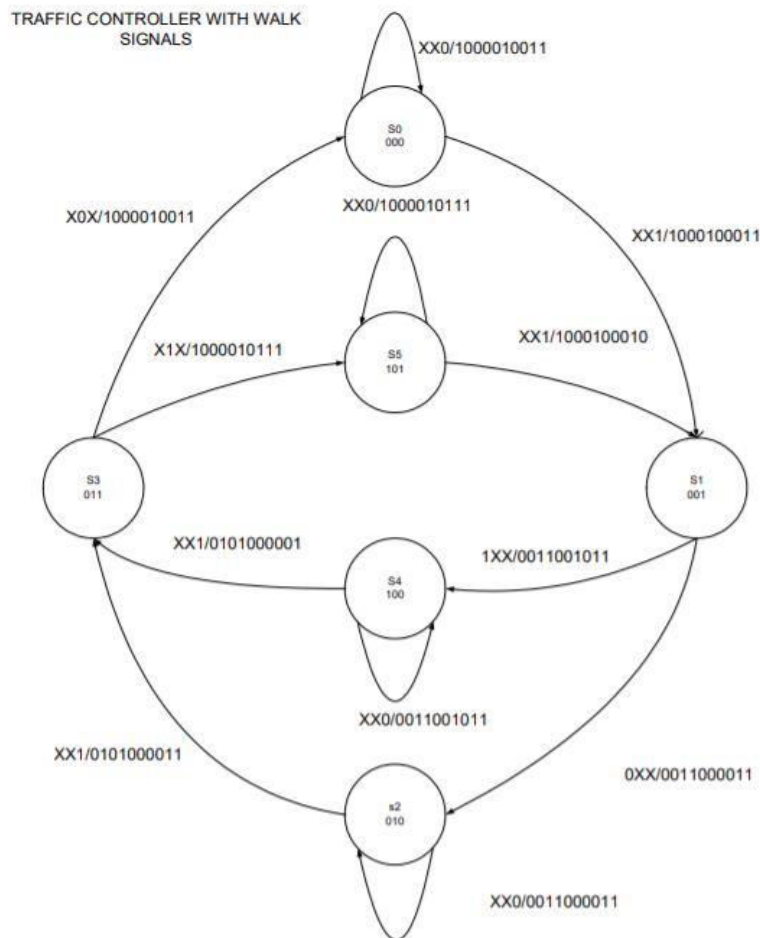 TRAFFIC CONTROLLER WITH WALK
SIGNALS
XX0/1000010011
S0
000
X0X/1000010011
XX0/1000010111
XX1/1000100011
X1X/1000010111
S5
101
XX1/1000100010
S3
011
S1
001
XX1/0101000001
S4
100
1XX/0011001011
XX0/0011001011
XX1/0101000011
s2
010
0XX/0011000011
XX0/0011000011